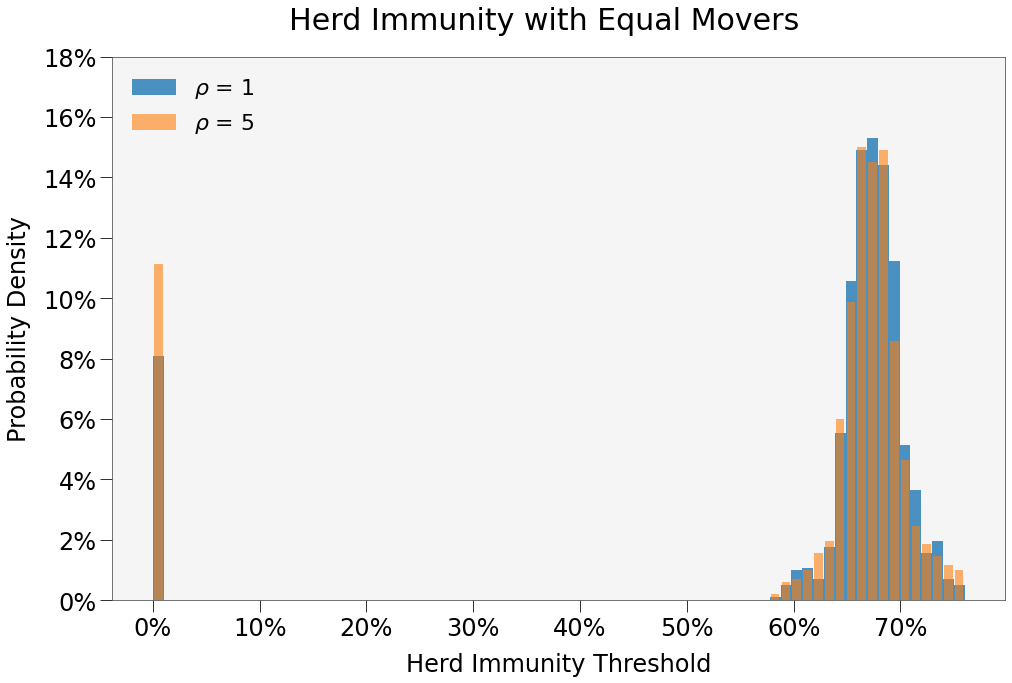 Herd Immunity with Equal Movers
18%
16%
14%
12%
10%
8%
6%
4%
2%
0%
Probability Density
ρ = 1
ρ = 5
0% 10% 20% 30% 40% 50% 60% 70%
Herd Immunity Threshold